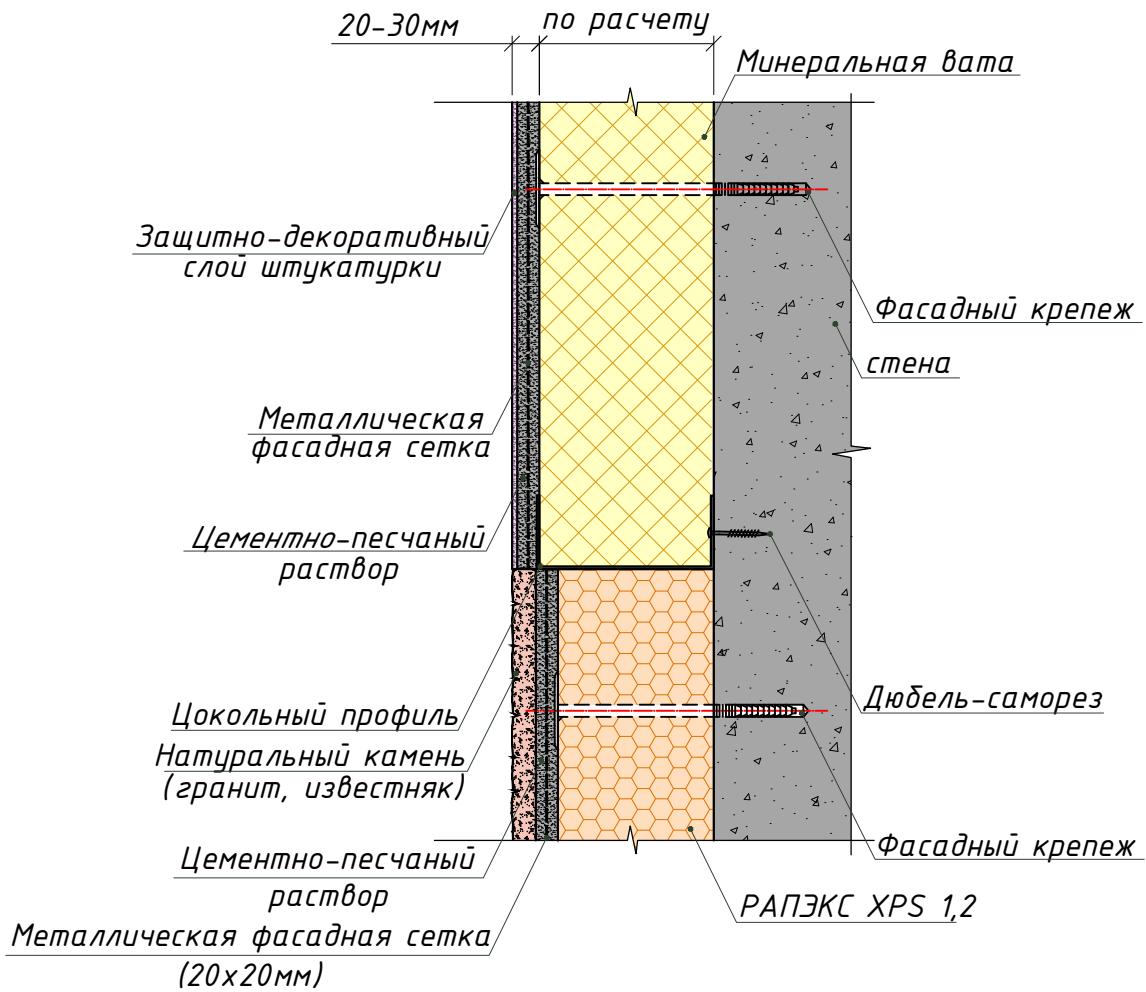 20-30мм
по расчету
Минеральная вата
Защитно-декоративный
слой штукатурки
Фасадный крепеж
стена
Металлическая
фасадная сетка
Цементно-песчаный
раствор
Цокольный профиль
Дюбель-саморез
Натуральный камень
(гранит, известняк)
Фасадный крепеж
Цементно-песчаный
раствор
РАПЭКС XPS 1,2
Металлическая фасадная сетка
(20х20мм)